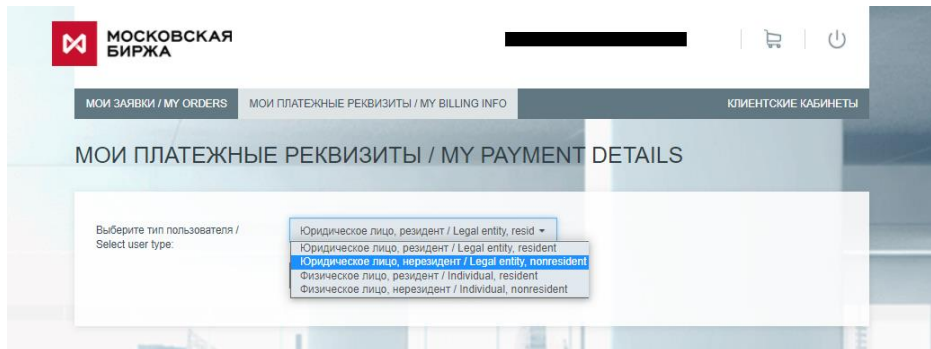 МОСКОВСКАЯ
БИРЖА
МОИ ЗАЯВКИ / MY ORDERS МОИ ПЛАТЕЖНЫЕ РЕКВИЗИТЫ / MY BILLING INFO КЛИЕНТСКИЕ КАБИНЕТЫ
МОИ ПЛАТЕЖНЫЕ РЕКВИЗИТЫ / MY PAYMENT DETAILS
Выберите тип пользователя /
Select user type:
Юридическое лицо, резидент / Legal entity, resid
Юридическое лицо, резидент / Legal entity, resident
Юридическое лицо, нерезидент / Legal entity, nonresident
Физическое лицо, резидент / Individual, resident
Физическое лицо, нерезидент / Individual, nonresident